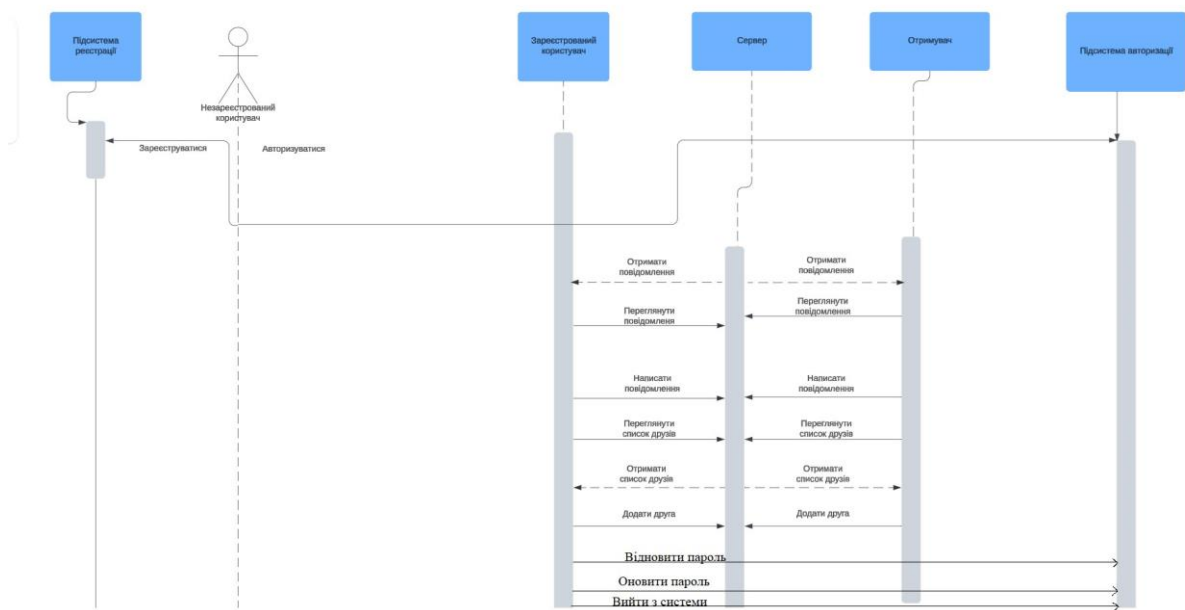 Підсистема
реєстрації
Незареєстрований
користувач
Зареєстрований
користувач
Сервер
Отримувач
Підсистема авторизації
Зареєструватися
Авторизуватися
Отримати
повідомлення
Отримати
повідомлення
Переглянути
повідомленя
Переглянути
повідомлення
Написати
повідомлення
Написати
повідомлення
Переглянути
список друзів
Переглянути
список друзів
Отримати
список друзів
Отримати
список друзів
Додати друга
Додати друга
Відновити пароль
Оновити пароль
Вийти з системи